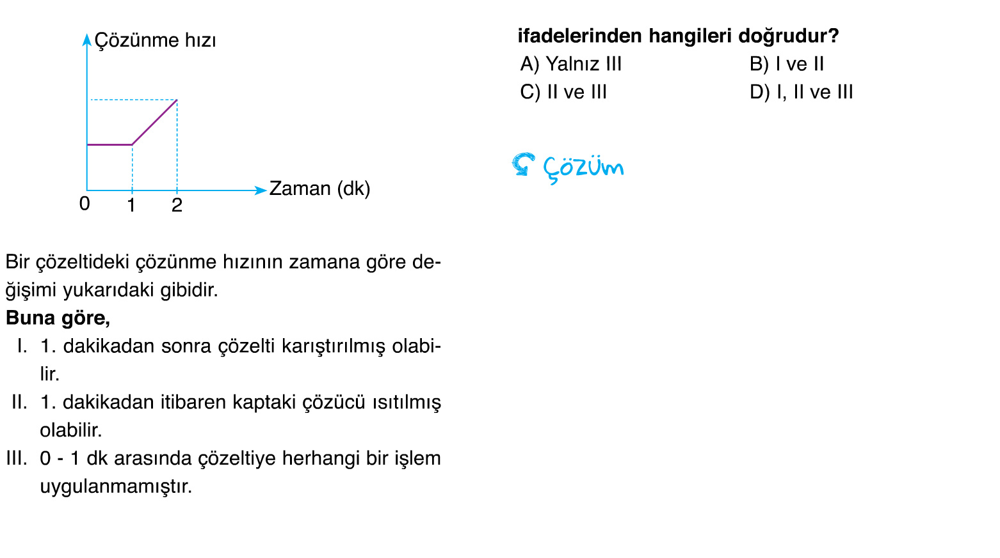 Çözünme hızı
Zaman (dk)
0
1
2
Bir çözeltideki çözünme hızının zamana göre de-
ğişimi yukarıdaki gibidir.
Buna göre,
I. 1. dakikadan sonra çözelti karıştırılmış olabi-
lir.
II. 1. dakikadan itibaren kaptaki çözücü ısıtılmış
olabilir.
III. 0 - 1 dk arasında çözeltiye herhangi bir işlem
uygulanmamıştır.
ifadelerinden hangileri doğrudur?
A) Yalnız III B) I ve II
C) II ve III D) I, II ve III
Çözüm